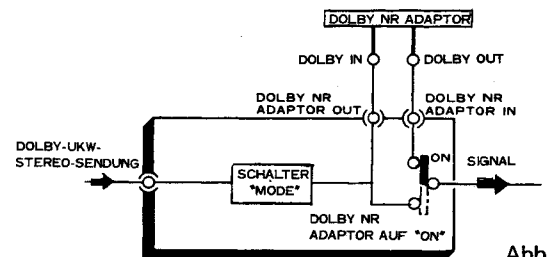 DOLBY NR ADAPTOR
DOLBY IN
DOLBY OUT
DOLBY NR
ADAPTOR OUT
DOLBY NR
ADAPTOR IN
DOLBY-UKW-
STEREO-SENDUNG
SCHALTER
"MODE"
ON
SIGNAL
DOLBY NR
ADAPTOR AUF "ON"
Abb